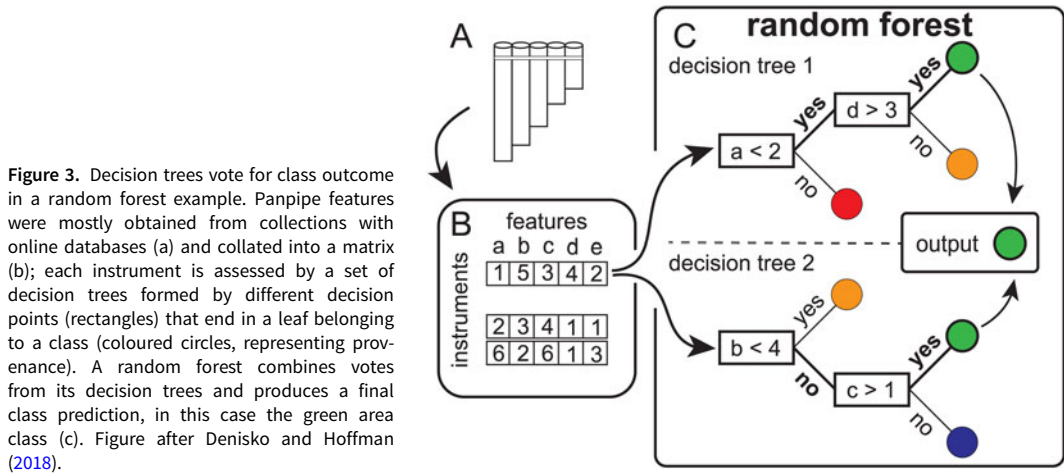 Figure 3. Decision trees vote for class outcome
in a random forest example. Panpipe features
were mostly obtained from collections with
online databases (a) and collated into a matrix
(b); each instrument is assessed by a set of
decision trees formed by different decision
points (rectangles) that end in a leaf belonging
to a class (coloured circles, representing prov-
enance). A random forest combines votes
from its decision trees and produces a final
class prediction, in this case the green area
class (c). Figure after Denisko and Hoffman
(2018).
A
B
features
a b c d e
1 5 3 4 2
2 3 4 1 1
6 2 6 1 3
instruments
C
random forest
decision tree 1
a < 2
yes
no
d > 3
yes
no
output
decision tree 2
b < 4
yes
no
c > 1
yes
no